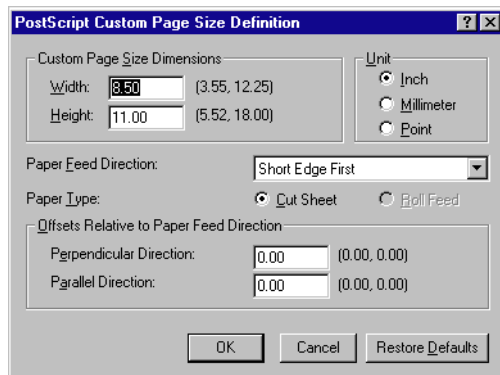 PostScript Custom Page Size Definition
Custom Page Size Dimensions
Width: 8.50 (3.55, 12.25)
Height: 11.00 (5.52, 18.00)
Unit
Inch
Millimeter
Point
Paper Feed Direction: Short Edge First
Paper Type: Cut Sheet Roll Feed
Offsets Relative to Paper Feed Direction
Perpendicular Direction: 0.00 (0.00, 0.00)
Parallel Direction: 0.00 (0.00, 0.00)
OK Cancel Restore Defaults